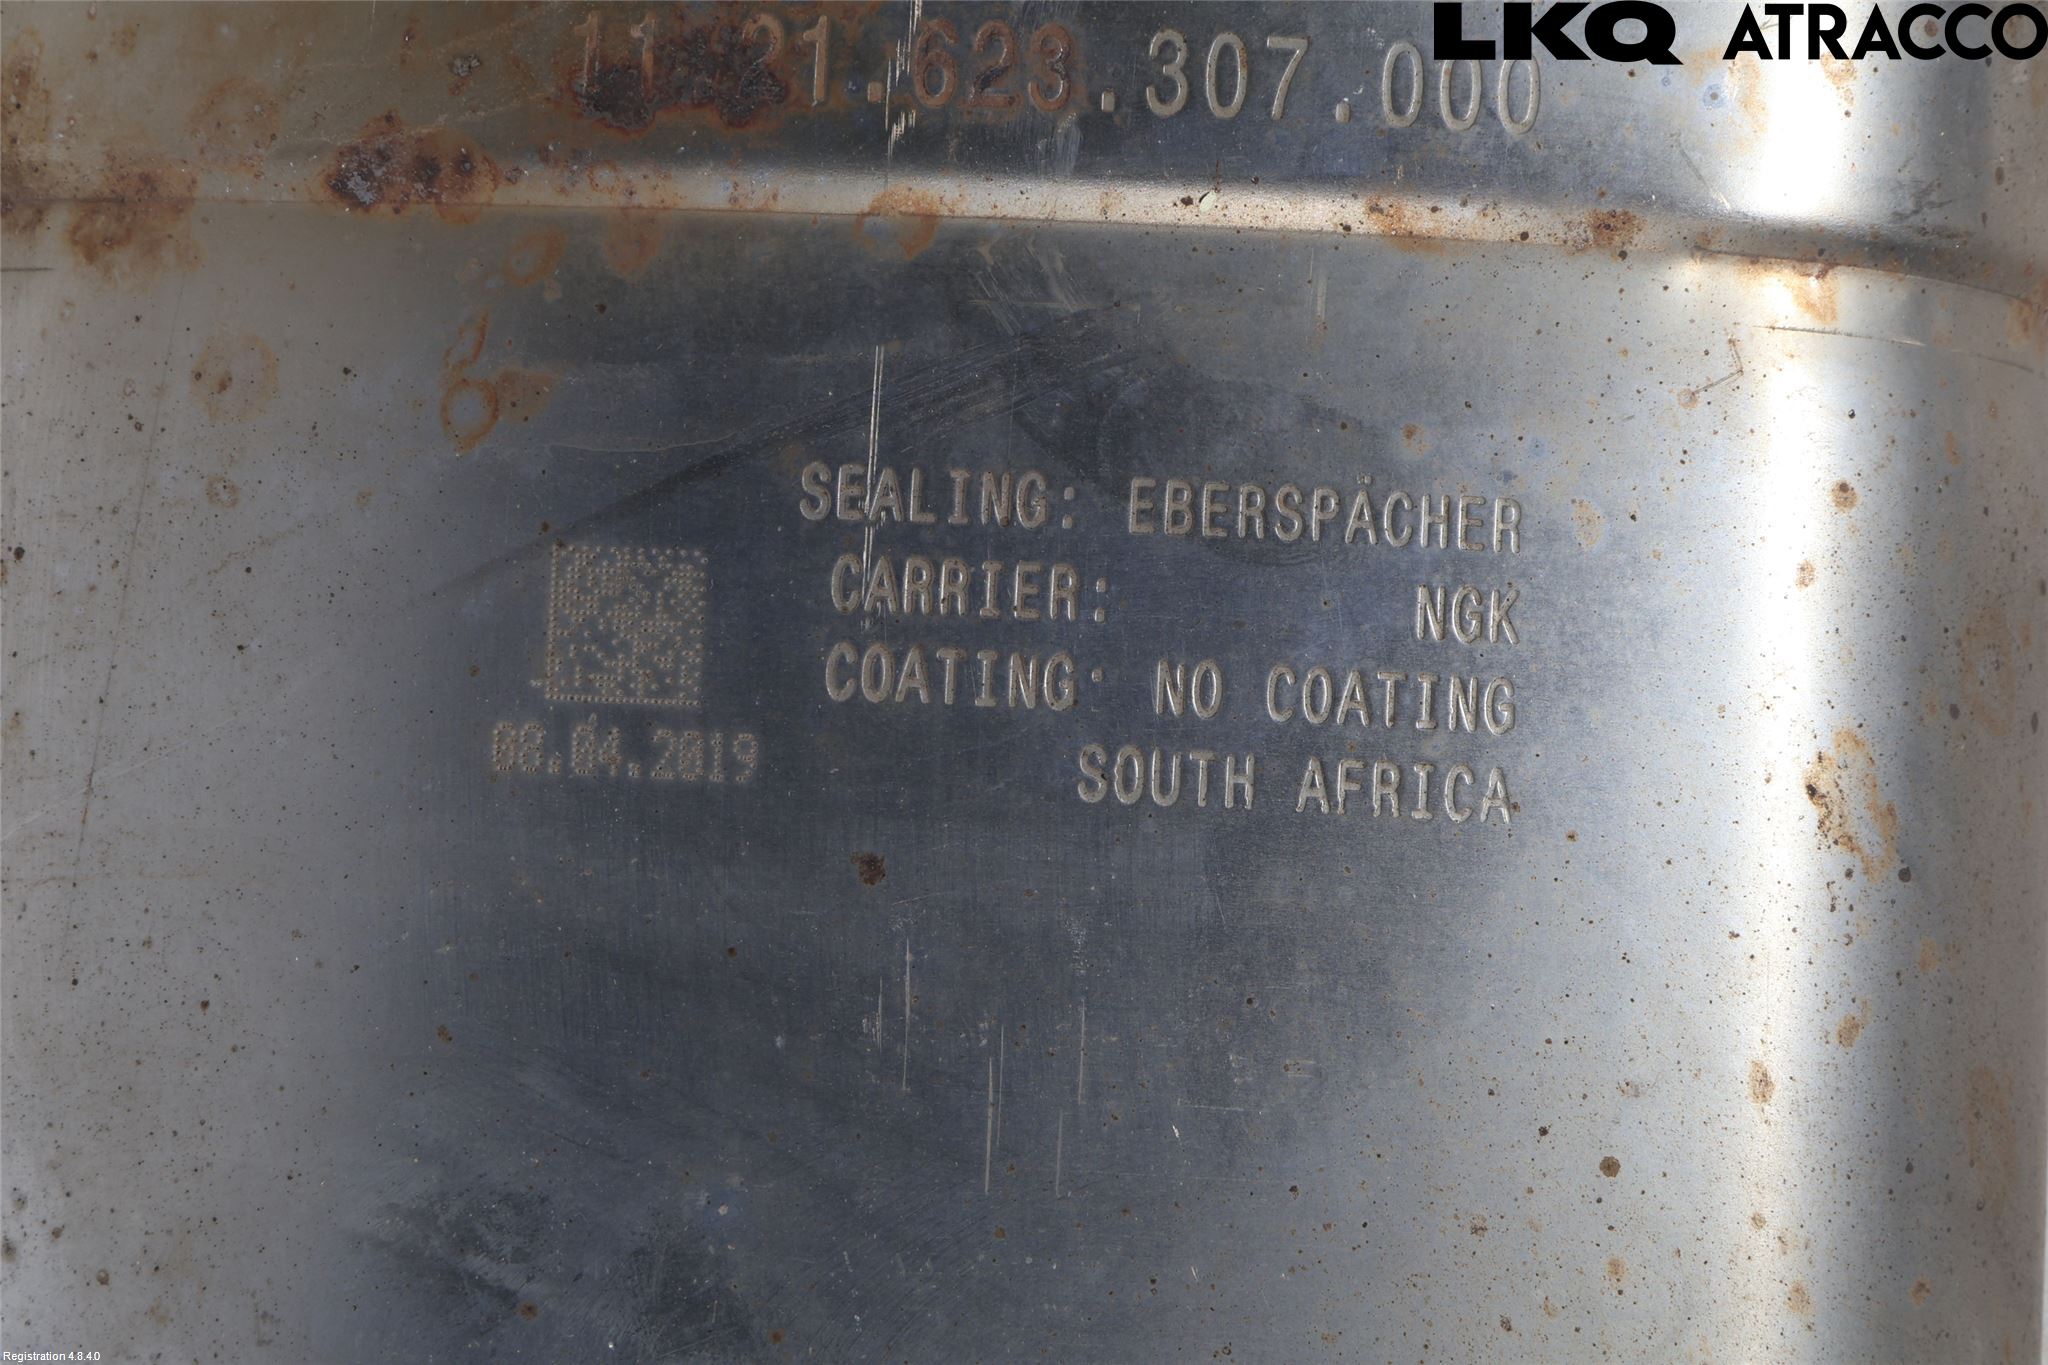 LKQ ATRACCO
11.21.623.307.000
SEALING: EBERSPÄCHER
CARRIER: NGK
COATING: NO COATING
SOUTH AFRICA
08.04.2019
Registration 4.8.4.0